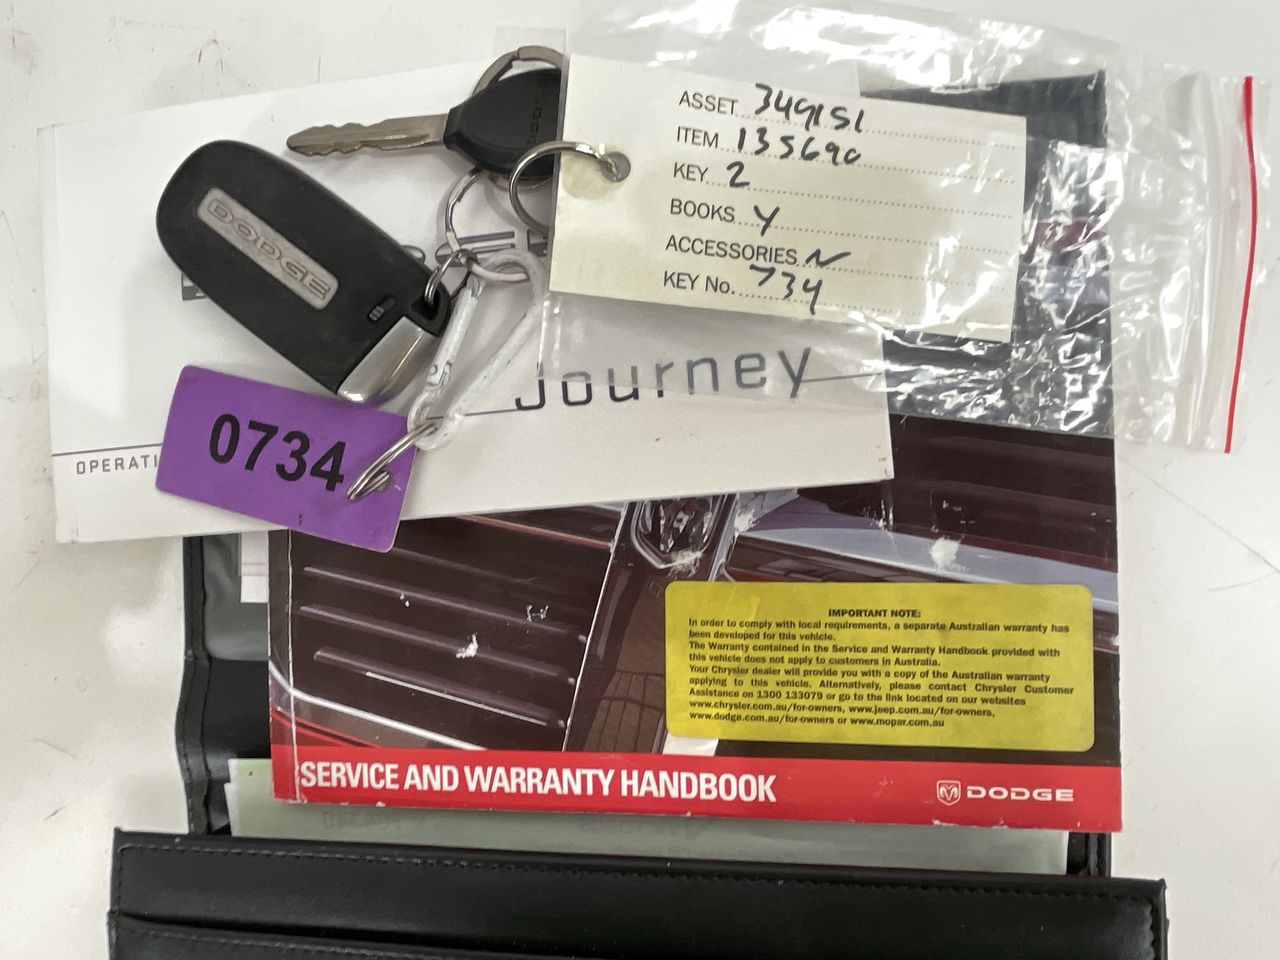 ASSET 349151
ITEM 135690
KEY 2
BOOKS Y
ACCESSORIES N
KEY No. 734
DODGE
Journey
OPERATI
0734
IMPORTANT NOTE:
In order to comply with local requirements, a separate Australian warranty has
been developed for this vehicle.
The Warranty contained in the Service and Warranty Handbook provided with
this vehicle does not apply to customers in Australia.
Your Chrysler dealer will provide you with a copy of the Australian warranty
applying to this vehicle. Alternatively, please contact Chrysler Customer
Assistance on 1300 133079 or go to the link located on our websites
www.chrysler.com.au/for-owners, www.jeep.com.au/for-owners,
www.dodge.com.au/for-owners or www.mopar.com.au
SERVICE AND WARRANTY HANDBOOK
DODGE